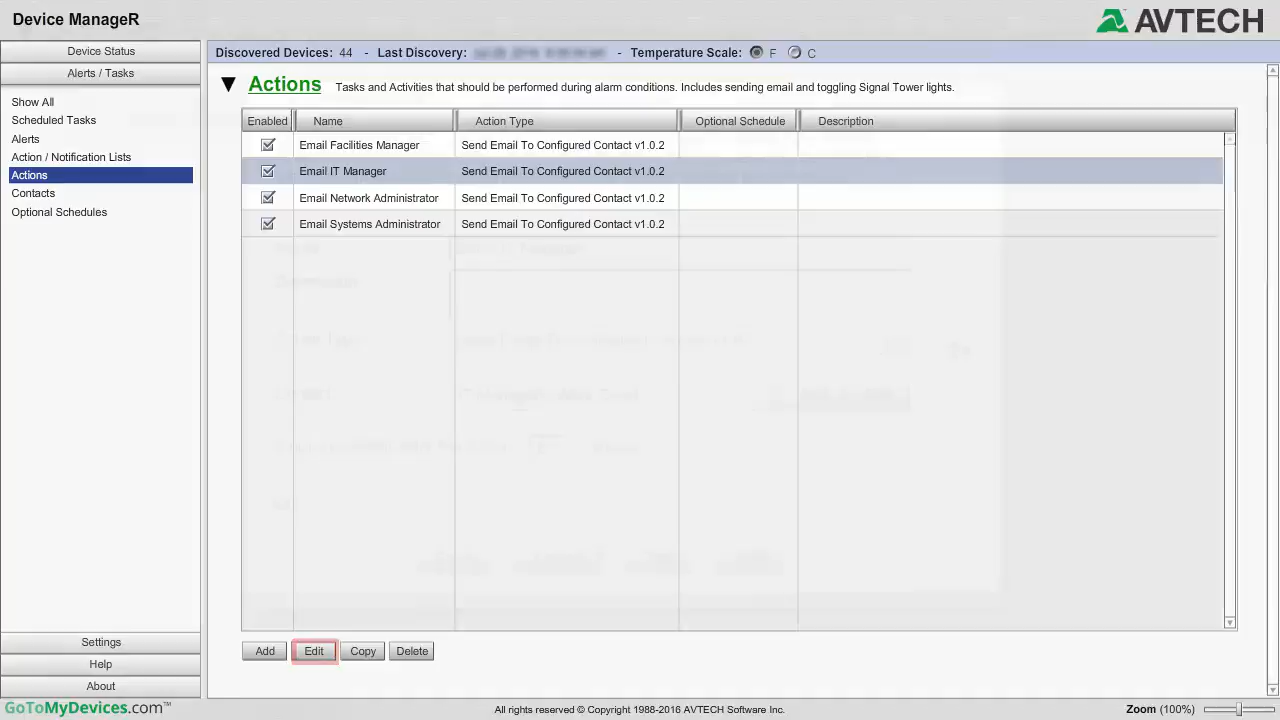 Device ManageR
AVTECH
Device Status
Alerts / Tasks
Show All
Scheduled Tasks
Alerts
Action / Notification Lists
Actions
Contacts
Optional Schedules
Settings
Help
About
GoToMyDevices.com™
Discovered Devices: 44 - Last Discovery: - Temperature Scale: F C
▼ Actions Tasks and Activities that should be performed during alarm conditions. Includes sending email and toggling Signal Tower lights.
Enabled Name Action Type Optional Schedule Description
Email Facilities Manager Send Email To Configured Contact v1.0.2
Email IT Manager Send Email To Configured Contact v1.0.2
Email Network Administrator Send Email To Configured Contact v1.0.2
Email Systems Administrator Send Email To Configured Contact v1.0.2
Add Edit Copy Delete
All rights reserved © Copyright 1988-2016 AVTECH Software Inc.
Zoom (100%)